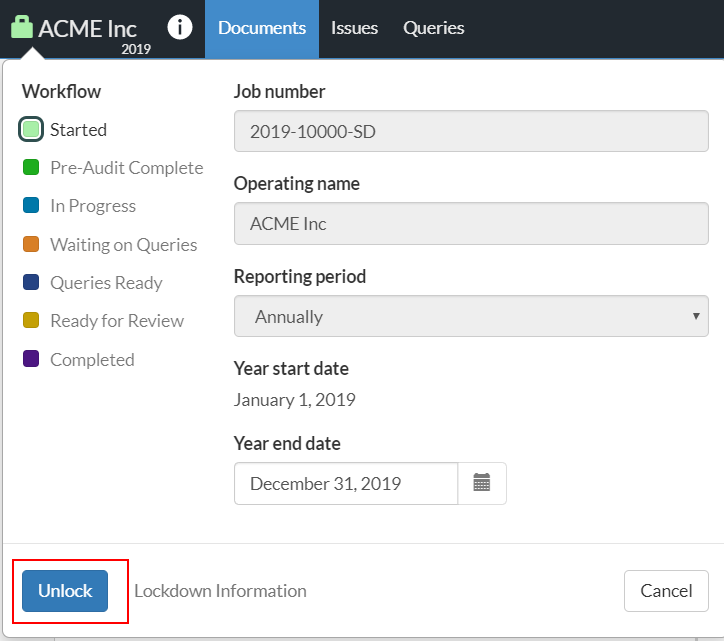 ACME Inc
2019
Documents
Issues
Queries
Workflow
Started
Pre-Audit Complete
In Progress
Waiting on Queries
Queries Ready
Ready for Review
Completed
Job number
2019-10000-SD
Operating name
ACME Inc
Reporting period
Annually
Year start date
January 1, 2019
Year end date
December 31, 2019
Unlock
Lockdown Information
Cancel